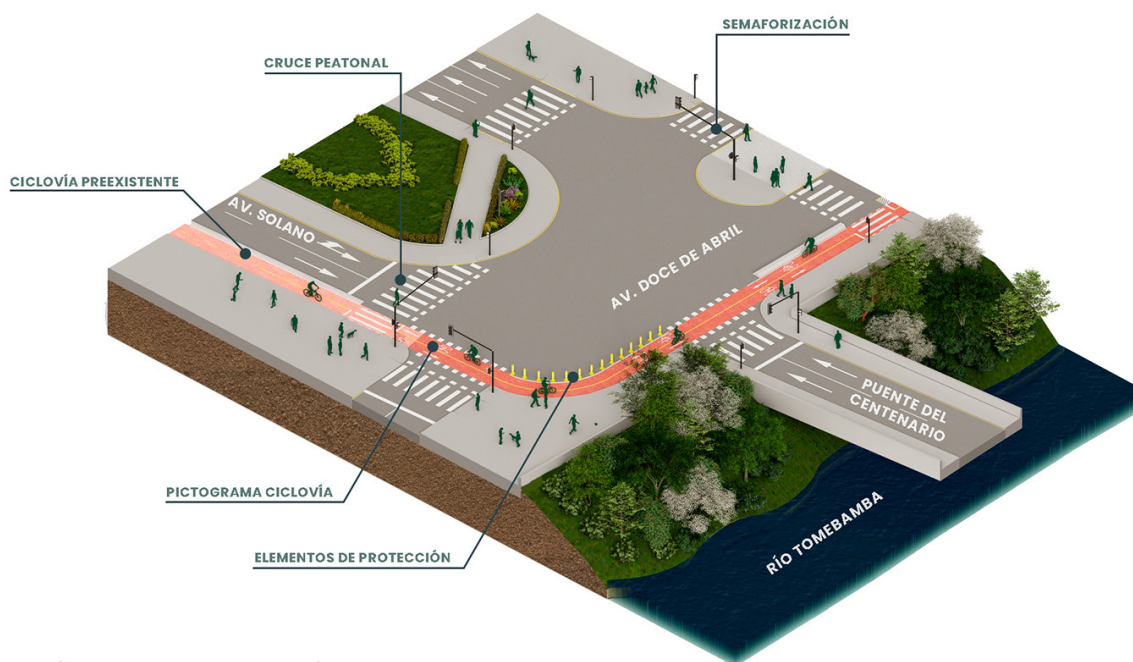 SEMAFORIZACIÓN
CRUCE PEATONAL
CICLOVÍA PREEXISTENTE
AV. SOLANO
AV. DOCE DE ABRIL
PUENTE DEL
CENTENARIO
PICTOGRAMA CICLOVÍA
ELEMENTOS DE PROTECCIÓN
RÍO TOMEBAMBA